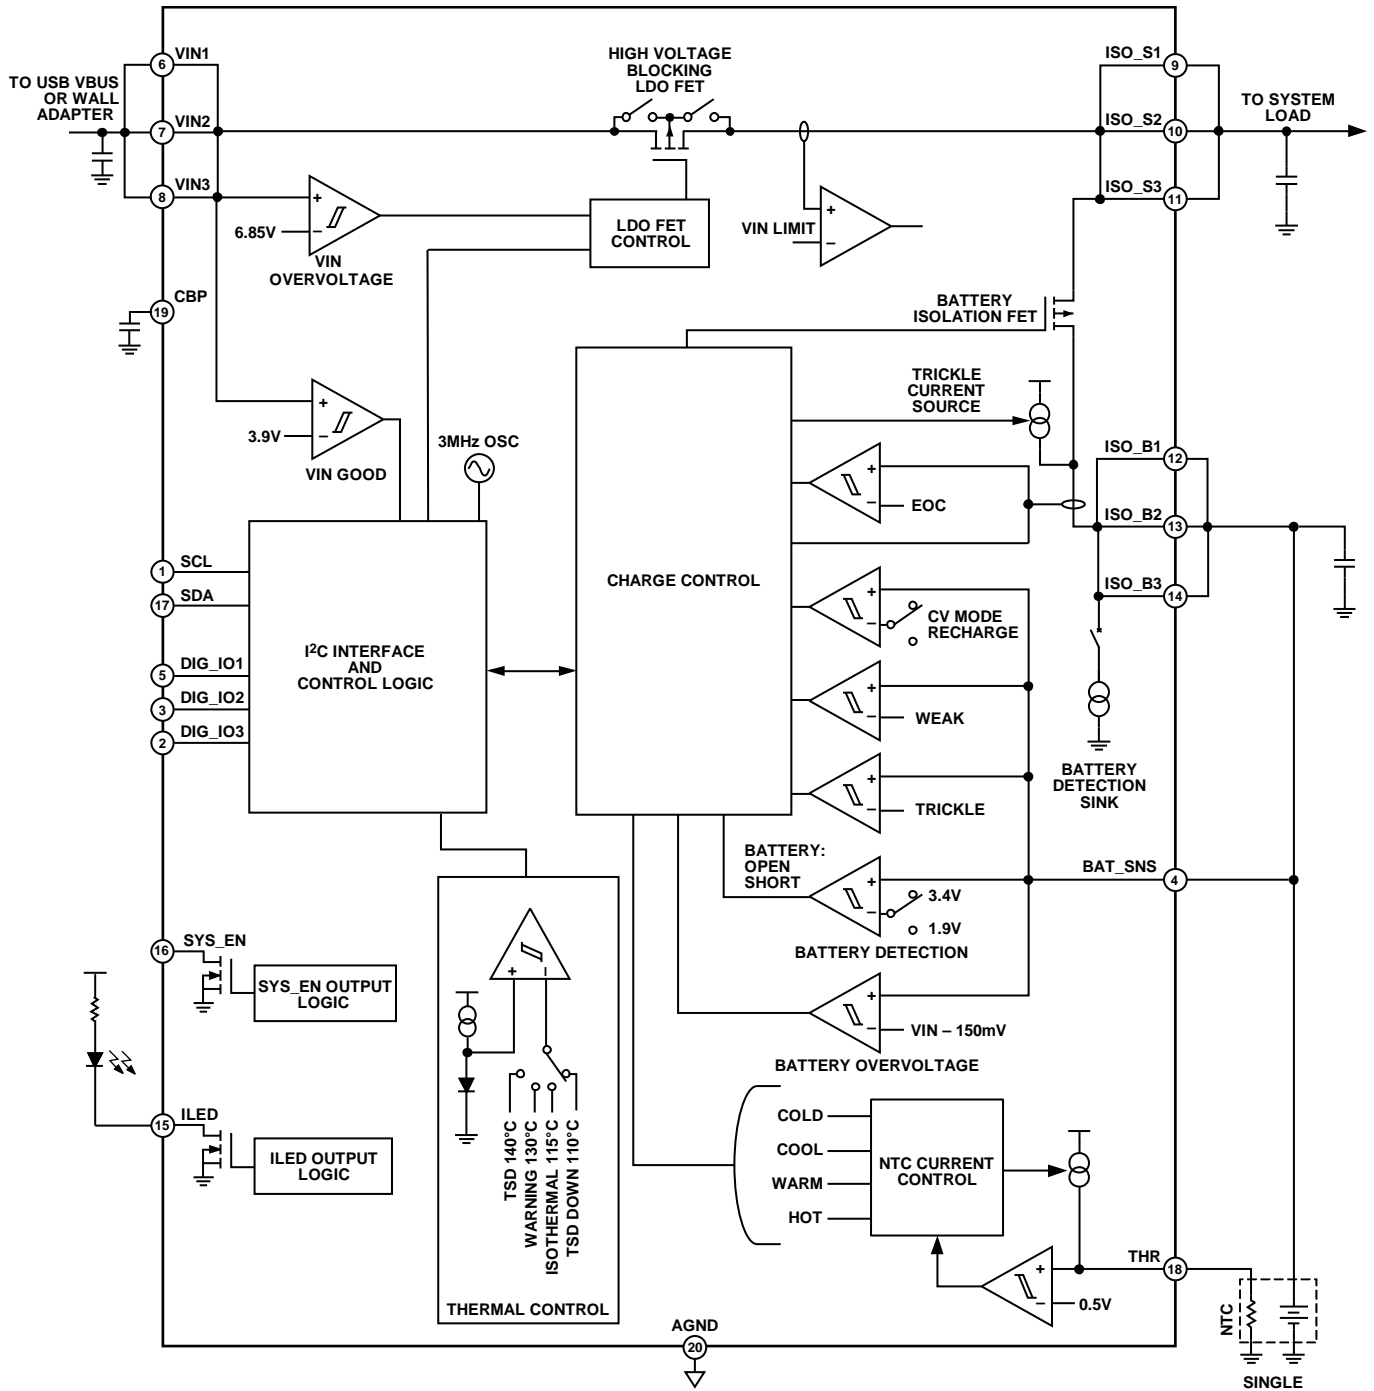 VIN1
6
TO USB VBUS
OR WALL
ADAPTER
VIN2
7
VIN3
8
HIGH VOLTAGE
BLOCKING
LDO FET
ISO_S1
9
TO SYSTEM
LOAD
ISO_S2
10
ISO_S3
11
+
–
6.85V
VIN
OVERVOLTAGE
LDO FET
CONTROL
VIN LIMIT
+
–
CBP
19
BATTERY
ISOLATION FET
+
–
3.9V
VIN GOOD
3MHz OSC
TRICKLE
CURRENT
SOURCE
ISO_B1
12
ISO_B2
13
ISO_B3
14
+
–
EOC
SCL
1
SDA
17
DIG_IO1
5
DIG_IO2
3
DIG_IO3
2
I2C INTERFACE
AND
CONTROL LOGIC
CHARGE CONTROL
+
–
CV MODE
RECHARGE
+
–
WEAK
+
–
TRICKLE
BATTERY
DETECTION
SINK
BATTERY:
OPEN
SHORT
+
–
3.4V
1.9V
BATTERY DETECTION
BAT_SNS
4
+
–
VIN – 150mV
BATTERY OVERVOLTAGE
SYS_EN
16
SYS_EN OUTPUT
LOGIC
ILED
15
ILED OUTPUT
LOGIC
+
–
TSD 140°C
WARNING 130°C
ISOTHERMAL 115°C
TSD DOWN 110°C
THERMAL CONTROL
COLD
COOL
WARM
HOT
NTC CURRENT
CONTROL
+
–
0.5V
THR
18
NTC
SINGLE
AGND
20